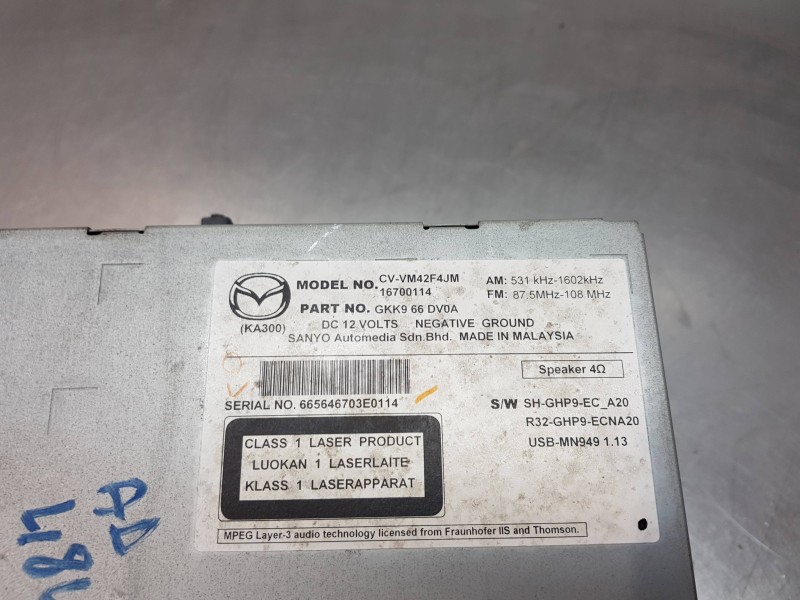 MODEL NO. CV-VM42F4JM
16700114
AM: 531 kHz-1602kHz
FM: 87.5MHz-108 MHz
PART NO. GKK9 66 DV0A
(KA300)
DC 12 VOLTS NEGATIVE GROUND
SANYO Automedia Sdn.Bhd. MADE IN MALAYSIA
Speaker 4Ω
SERIAL NO. 665646703E0114
S/W SH-GHP9-EC_A20
R32-GHP9-ECNA20
USB-MN949 1.13
CLASS 1 LASER PRODUCT
LUOKAN 1 LASERLAITE
KLASS 1 LASERAPPARAT
MPEG Layer-3 audio technology licensed from Fraunhofer IIS and Thomson.